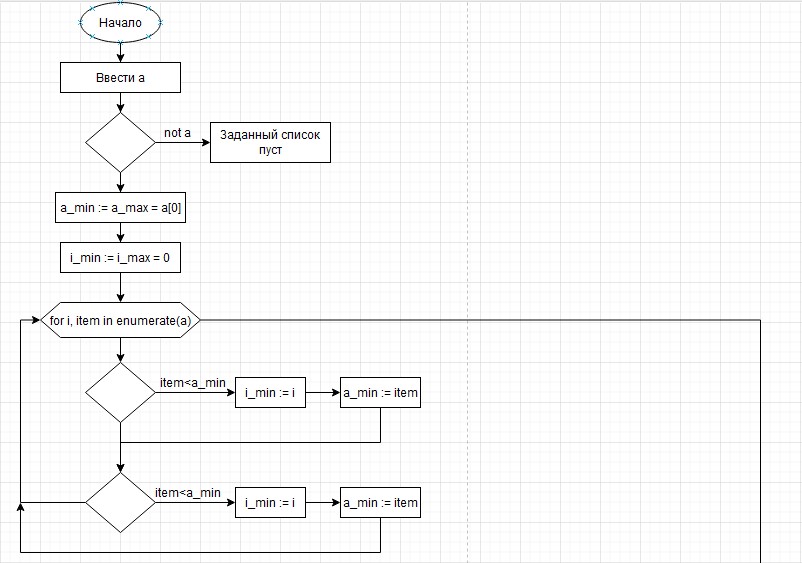 Начало
Ввести a
not a
Заданный список
пуст
a_min := a_max = a[0]
i_min := i_max = 0
for i, item in enumerate(a)
item<a_min
i_min := i
a_min := item
item<a_min
i_min := i
a_min := item